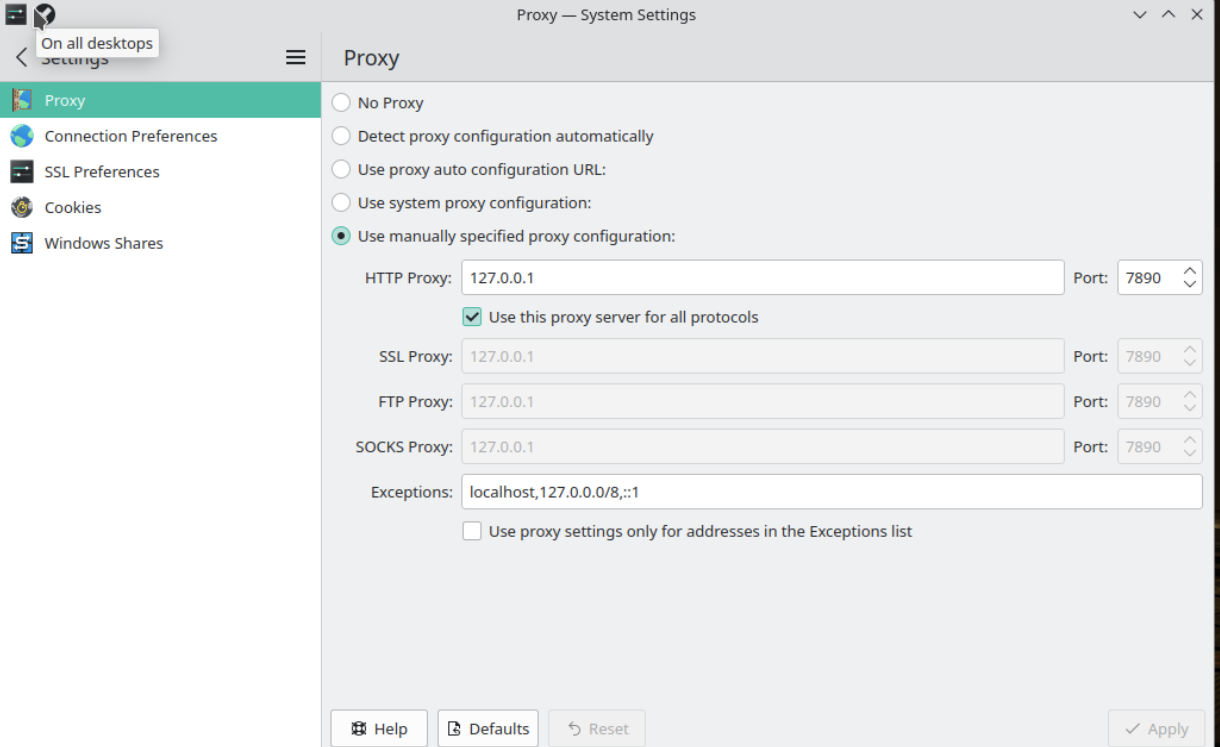 Proxy — System Settings
On all desktops
Settings
Proxy
Proxy
Connection Preferences
SSL Preferences
Cookies
Windows Shares
No Proxy
Detect proxy configuration automatically
Use proxy auto configuration URL:
Use system proxy configuration:
Use manually specified proxy configuration:
HTTP Proxy: 127.0.0.1 Port: 7890
Use this proxy server for all protocols
SSL Proxy: 127.0.0.1 Port: 7890
FTP Proxy: 127.0.0.1 Port: 7890
SOCKS Proxy: 127.0.0.1 Port: 7890
Exceptions: localhost,127.0.0.0/8,::1
Use proxy settings only for addresses in the Exceptions list
Help Defaults Reset Apply